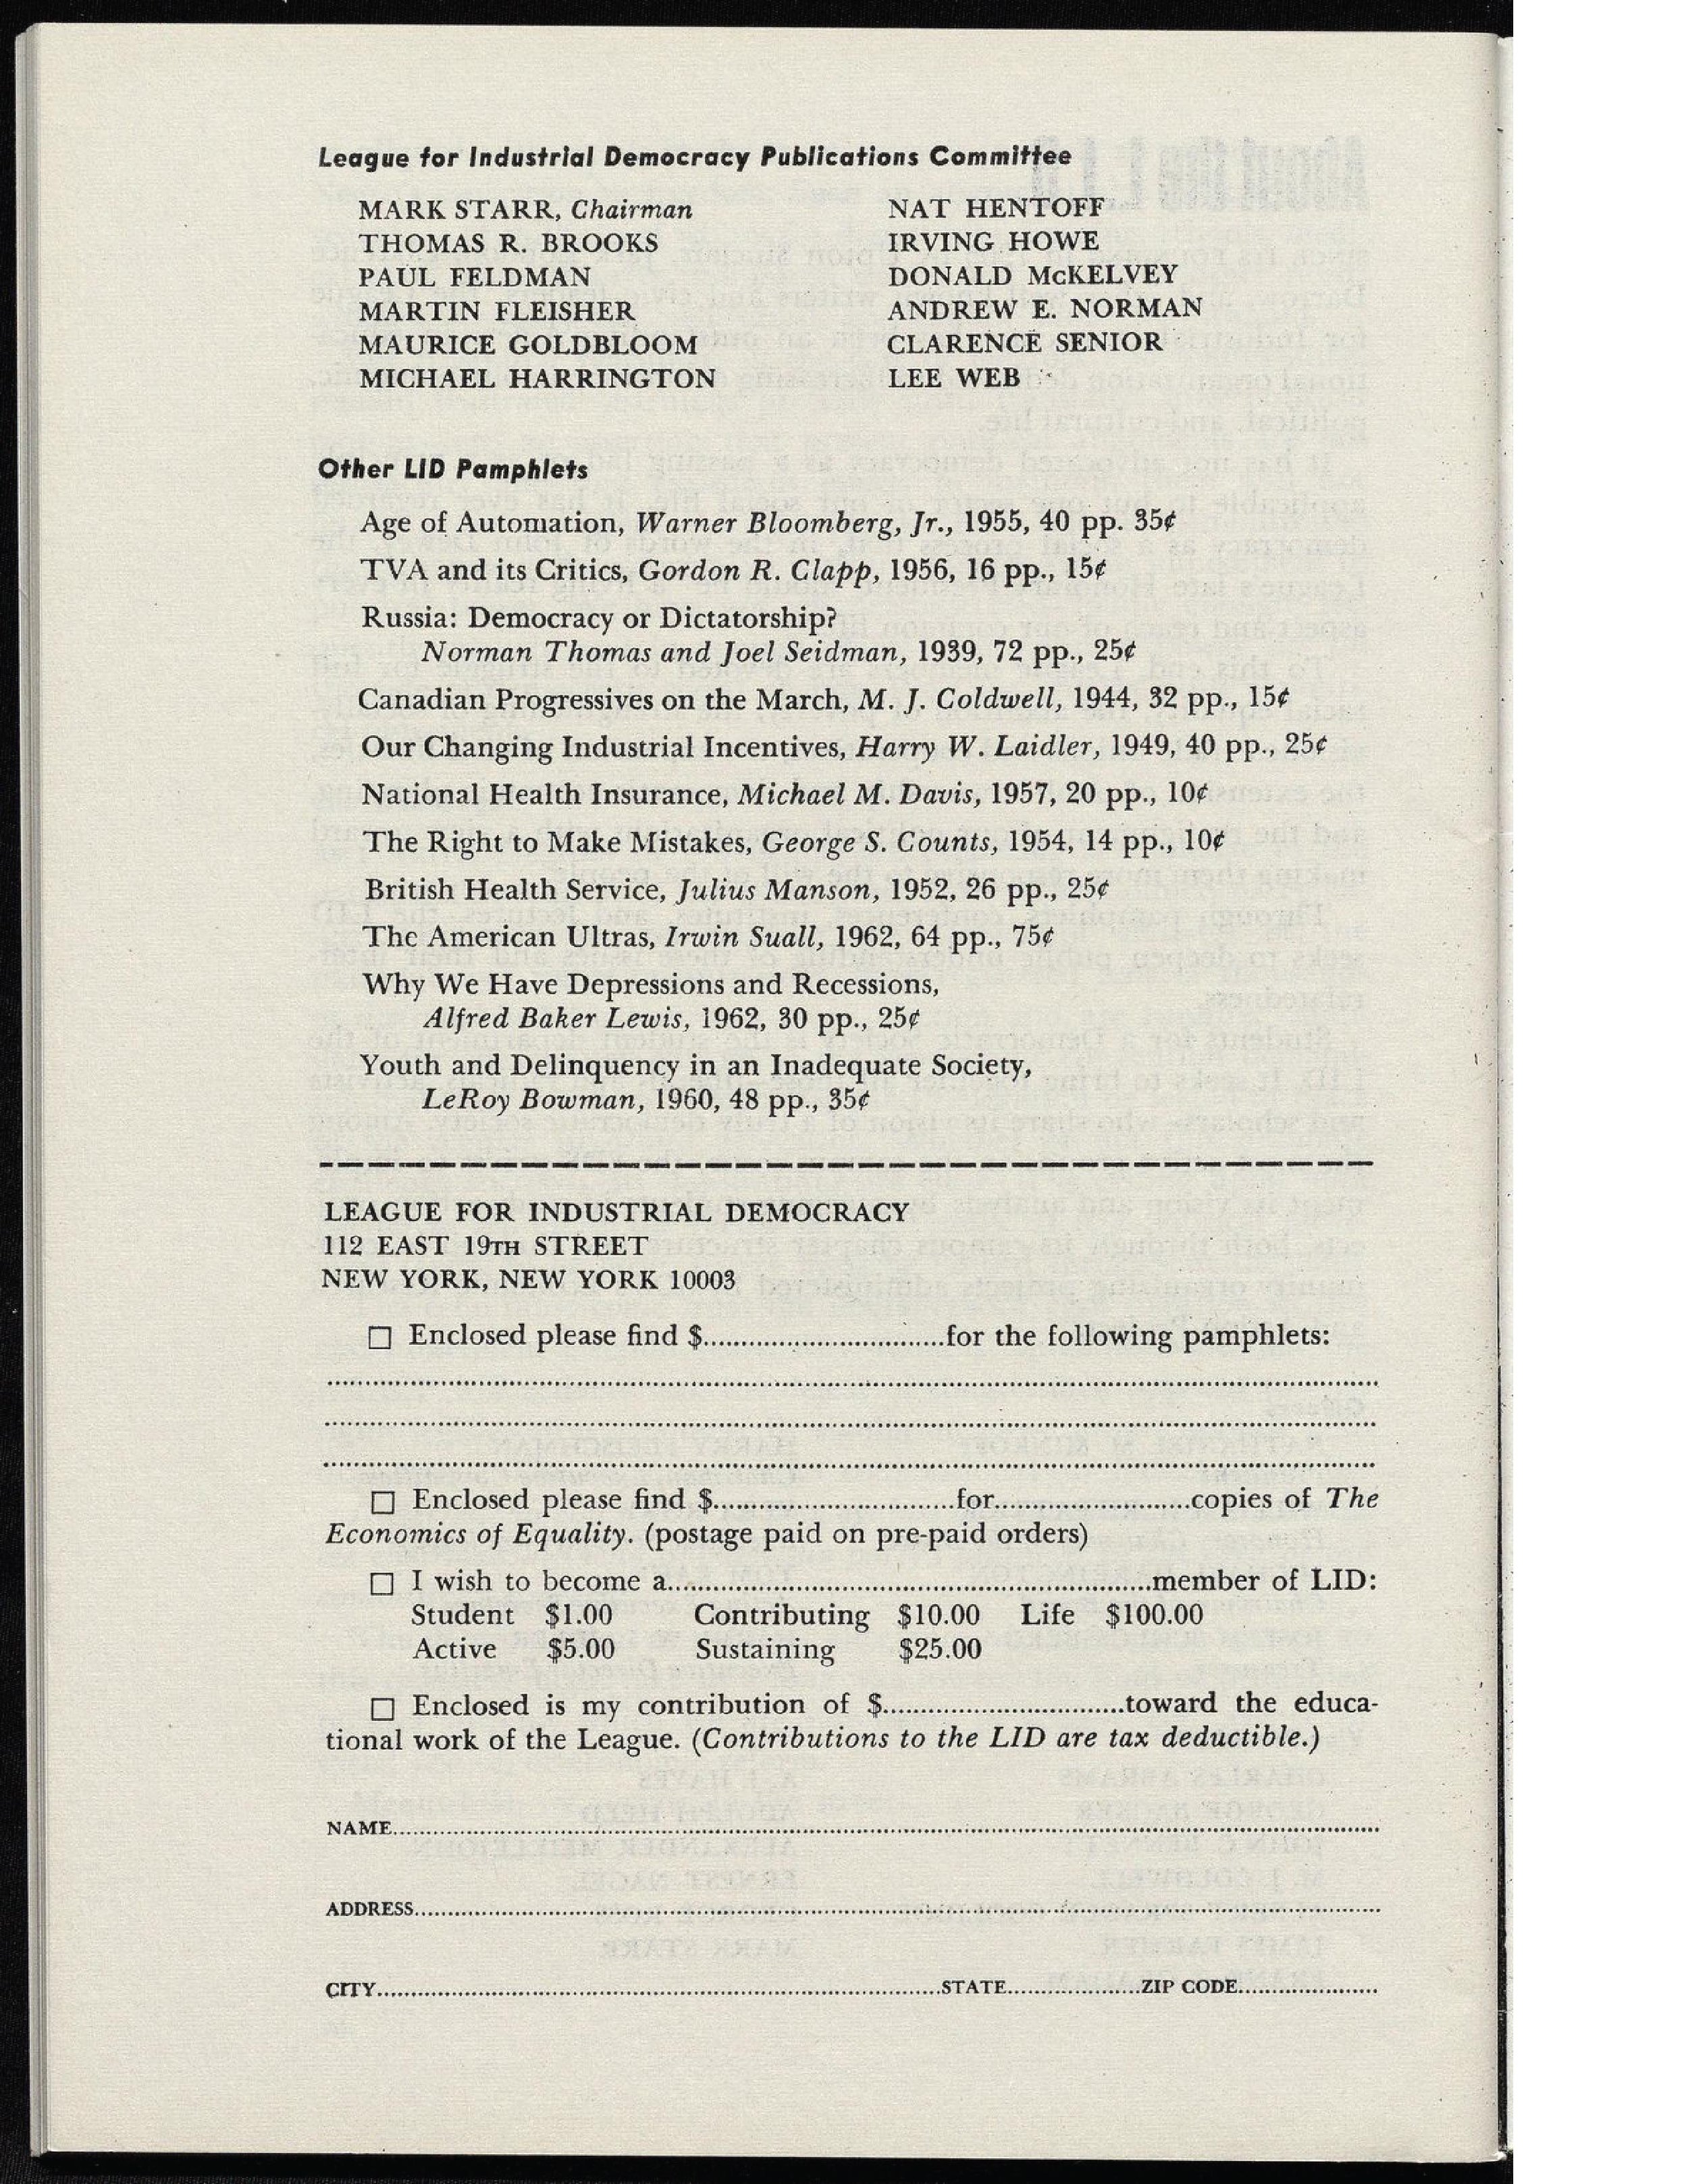 League for Industrial Democracy Publications Committee
MARK STARR, Chairman
THOMAS R. BROOKS
PAUL FELDMAN
MARTIN FLEISHER
MAURICE GOLDBLOOM
MICHAEL HARRINGTON
NAT HENTOFF
IRVING HOWE
DONALD McKELVEY
ANDREW E. NORMAN
CLARENCE SENIOR
LEE WEB
Other LID Pamphlets
Age of Automation, Warner Bloomberg, Jr., 1955, 40 pp. 35¢
TVA and its Critics, Gordon R. Clapp, 1956, 16 pp., 15¢
Russia: Democracy or Dictatorship?
Norman Thomas and Joel Seidman, 1939, 72 pp., 25¢
Canadian Progressives on the March, M. J. Coldwell, 1944, 32 pp., 15¢
Our Changing Industrial Incentives, Harry W. Laidler, 1949, 40 pp., 25¢
National Health Insurance, Michael M. Davis, 1957, 20 pp., 10¢
The Right to Make Mistakes, George S. Counts, 1954, 14 pp., 10¢
British Health Service, Julius Manson, 1952, 26 pp., 25¢
The American Ultras, Irwin Suall, 1962, 64 pp., 75¢
Why We Have Depressions and Recessions,
Alfred Baker Lewis, 1962, 30 pp., 25¢
Youth and Delinquency in an Inadequate Society,
LeRoy Bowman, 1960, 48 pp., 35¢
LEAGUE FOR INDUSTRIAL DEMOCRACY
112 EAST 19TH STREET
NEW YORK, NEW YORK 10003
☐ Enclosed please find $..............................for the following pamphlets:
☐ Enclosed please find $..............................for........................copies of The
Economics of Equality. (postage paid on pre-paid orders)
☐ I wish to become a............................................................member of LID:
Student $1.00 Contributing $10.00 Life $100.00
Active $5.00 Sustaining $25.00
☐ Enclosed is my contribution of $..............................toward the educa-
tional work of the League. (Contributions to the LID are tax deductible.)
NAME............................................................
ADDRESS............................................................
CITY..............................STATE....................ZIP CODE....................